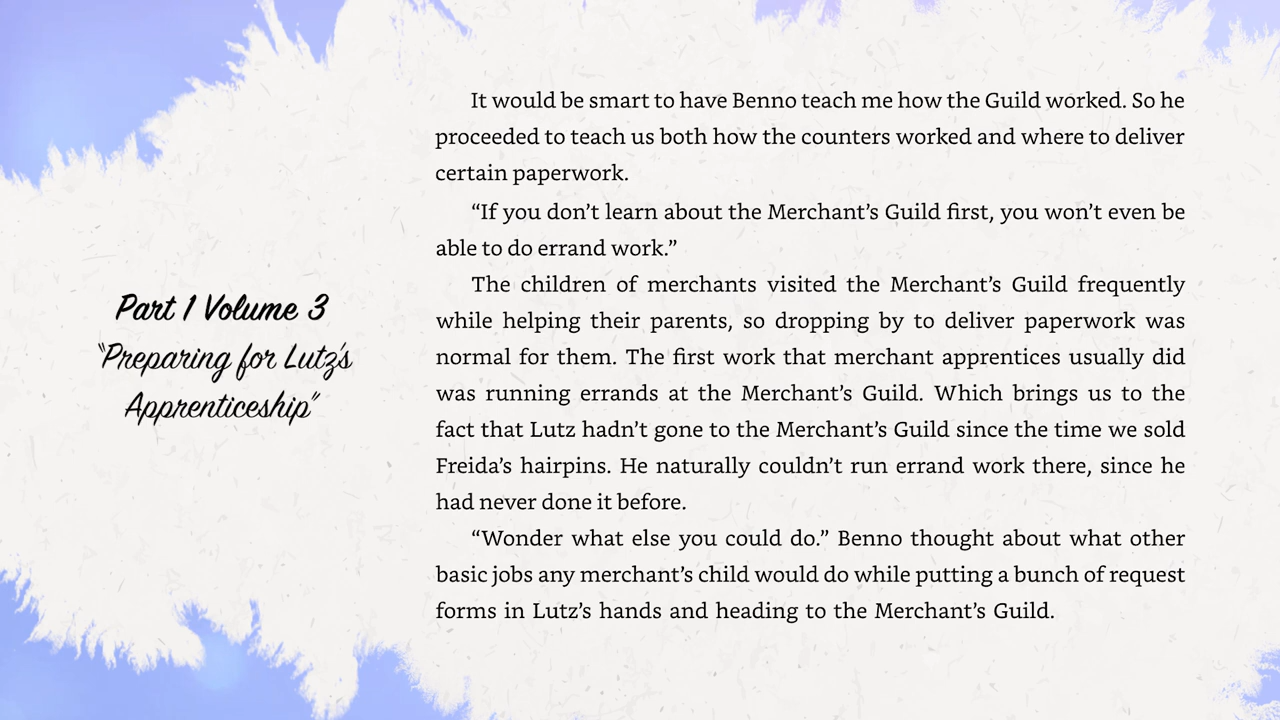 Part 1 Volume 3
“Preparing for Lutz’s
Apprenticeship”
It would be smart to have Benno teach me how the Guild worked. So he
proceeded to teach us both how the counters worked and where to deliver
certain paperwork.
“If you don’t learn about the Merchant’s Guild first, you won’t even be
able to do errand work.”
The children of merchants visited the Merchant’s Guild frequently
while helping their parents, so dropping by to deliver paperwork was
normal for them. The first work that merchant apprentices usually did
was running errands at the Merchant’s Guild. Which brings us to the
fact that Lutz hadn’t gone to the Merchant’s Guild since the time we sold
Freida’s hairpins. He naturally couldn’t run errand work there, since he
had never done it before.
“Wonder what else you could do.” Benno thought about what other
basic jobs any merchant’s child would do while putting a bunch of request
forms in Lutz’s hands and heading to the Merchant’s Guild.